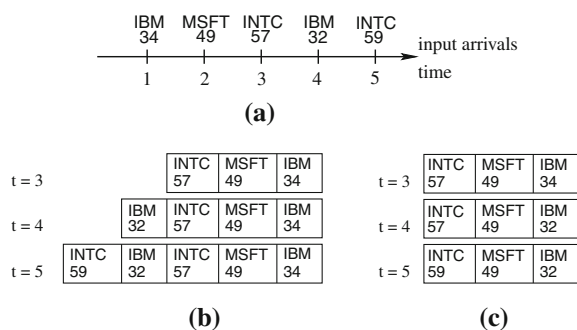 IBM MSFT INTC IBM INTC
34 49 57 32 59
input arrivals
1 2 3 4 5 time
(a)
t = 3 INTC 57 MSFT 49 IBM 34
t = 4 IBM 32 INTC 57 MSFT 49 IBM 34
t = 5 INTC 59 IBM 32 INTC 57 MSFT 49 IBM 34
(b)
t = 3 INTC 57 MSFT 49 IBM 34
t = 4 INTC 57 MSFT 49 IBM 32
t = 5 INTC 59 MSFT 49 IBM 32
(c)